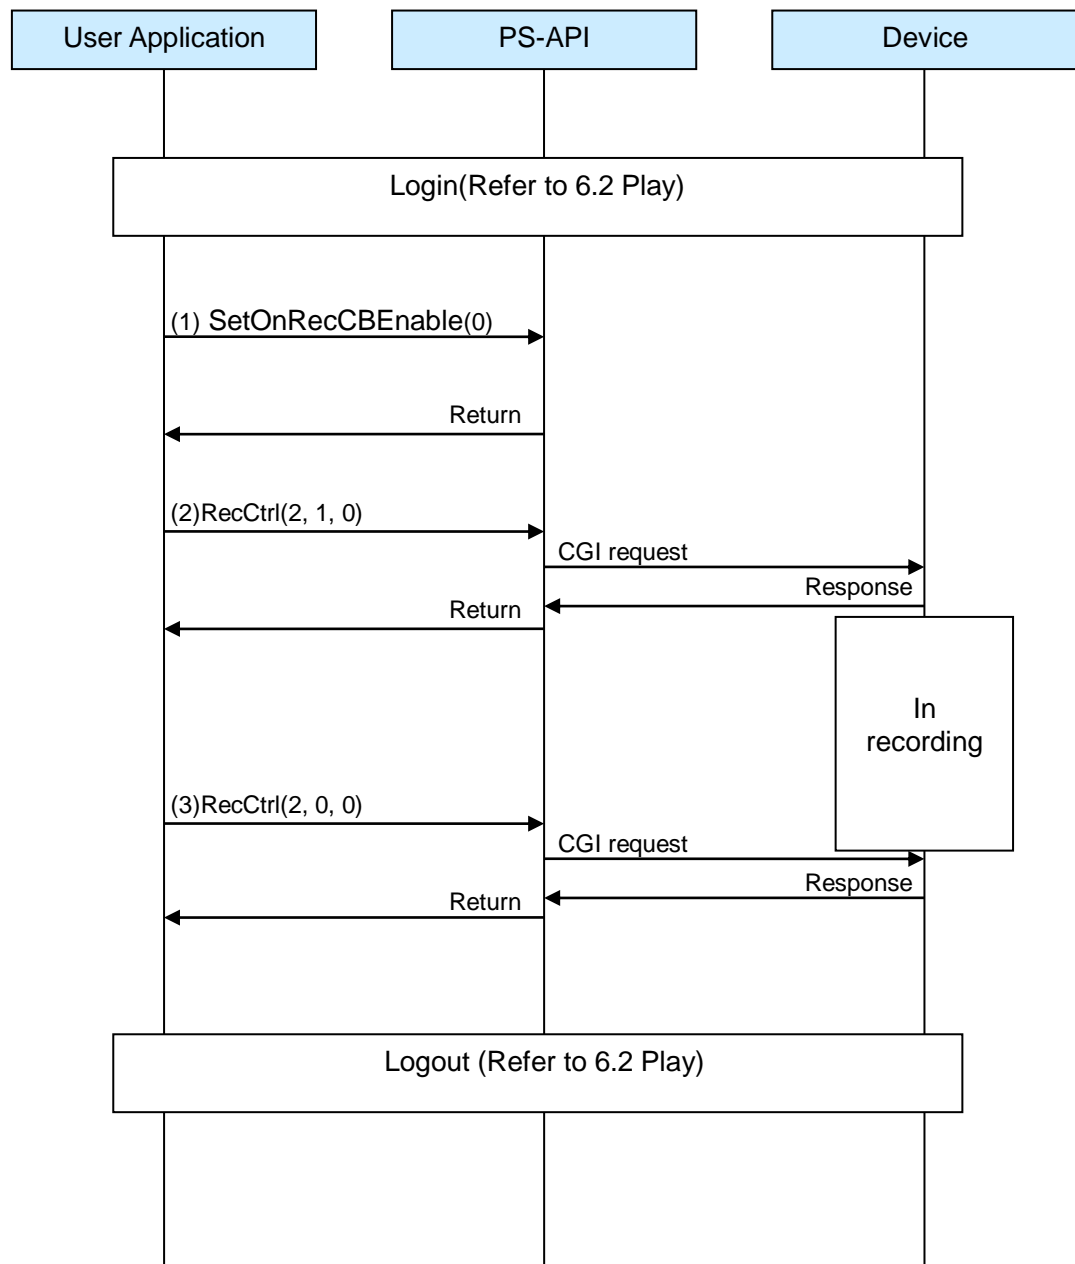 User Application
PS-API
Device
Login(Refer to 6.2 Play)
(1) SetOnRecCBEnable(0)
Return
(2)RecCtrl(2, 1, 0)
CGI request
Response
Return
In
recording
(3)RecCtrl(2, 0, 0)
CGI request
Response
Return
Logout (Refer to 6.2 Play)